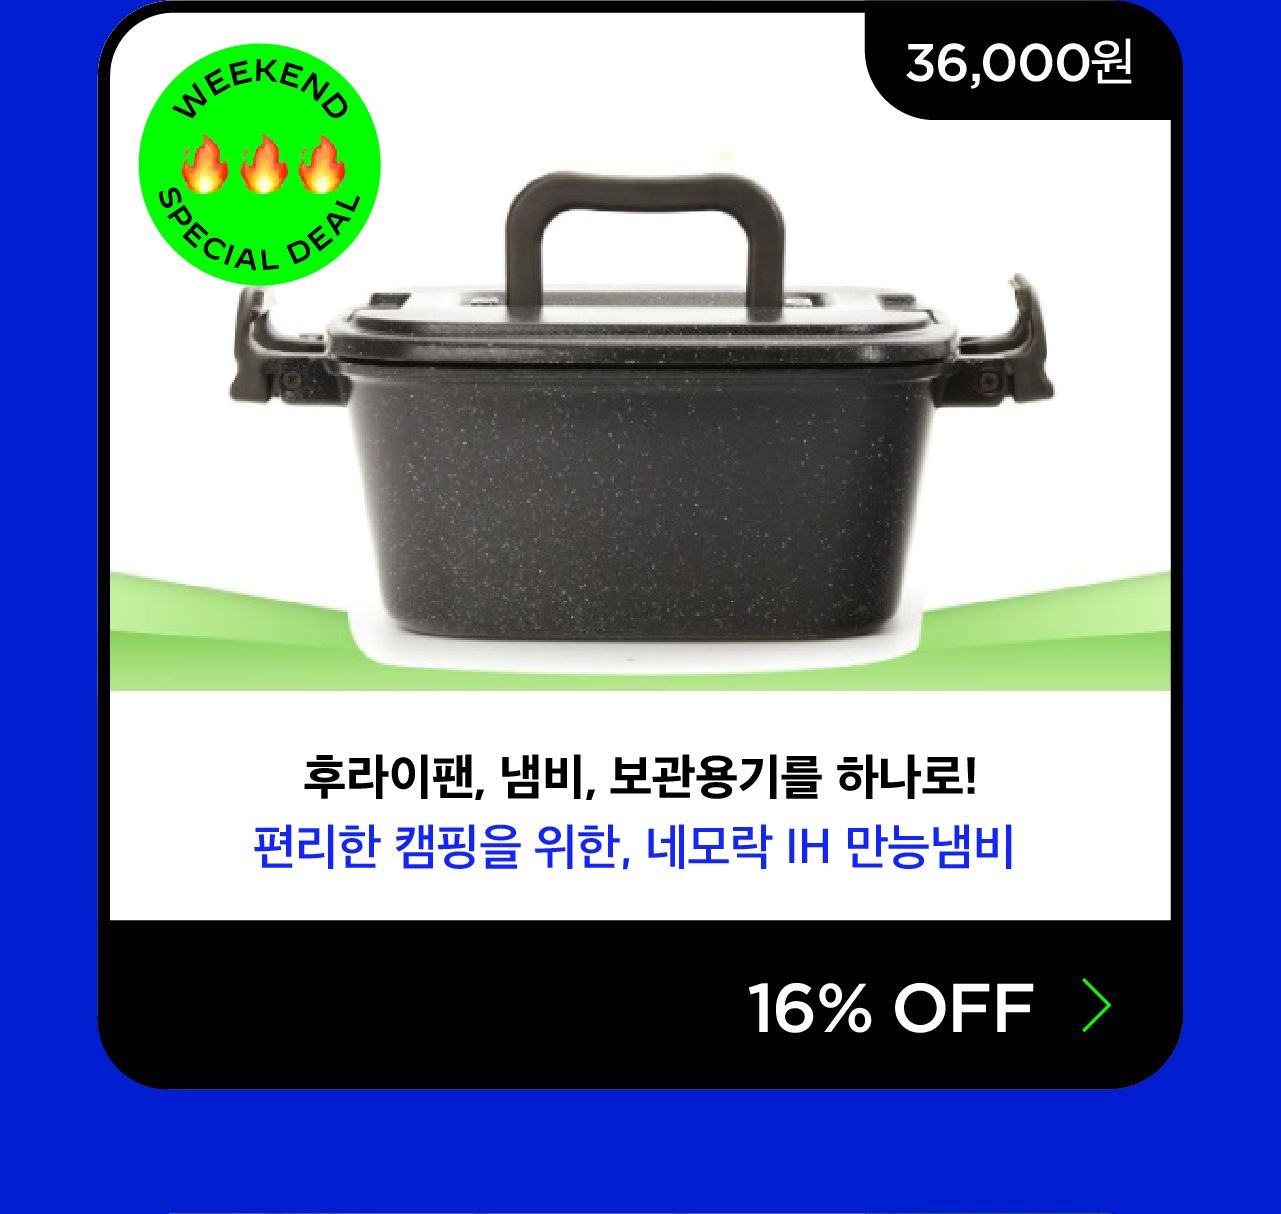 WEEKEND
SPECIAL DEAL
36,000원
후라이팬, 냄비, 보관용기를 하나로!
편리한 캠핑을 위한, 네모락 IH 만능냄비
16% OFF